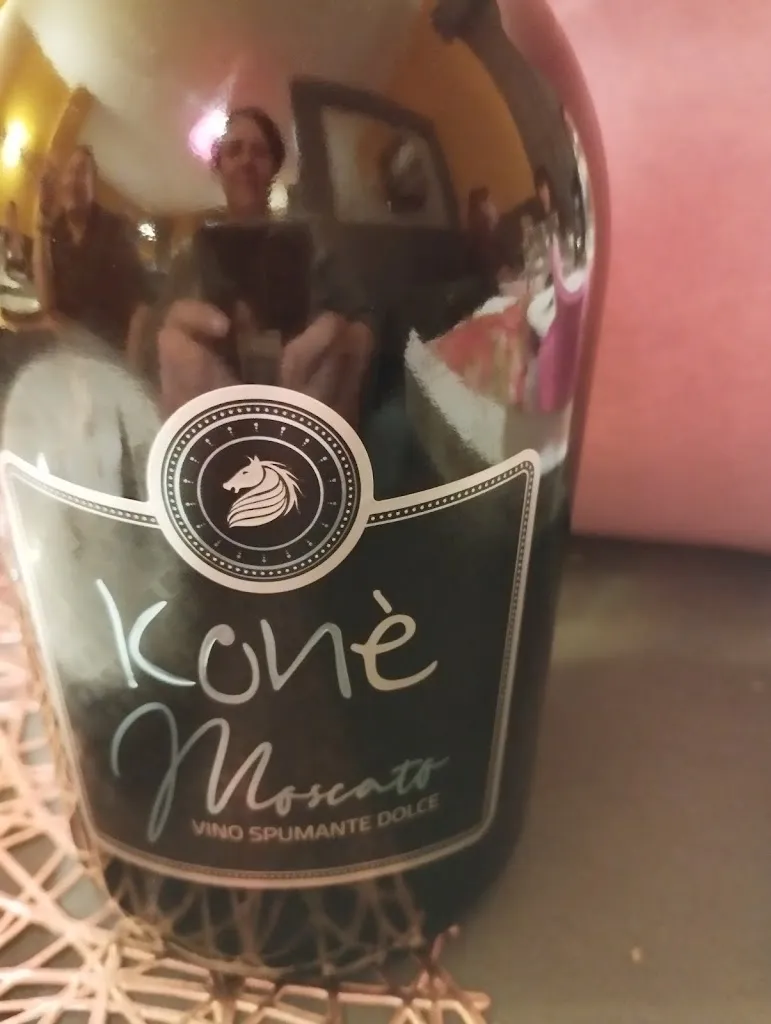 Konè
Moscato
VINO SPUMANTE DOLCE